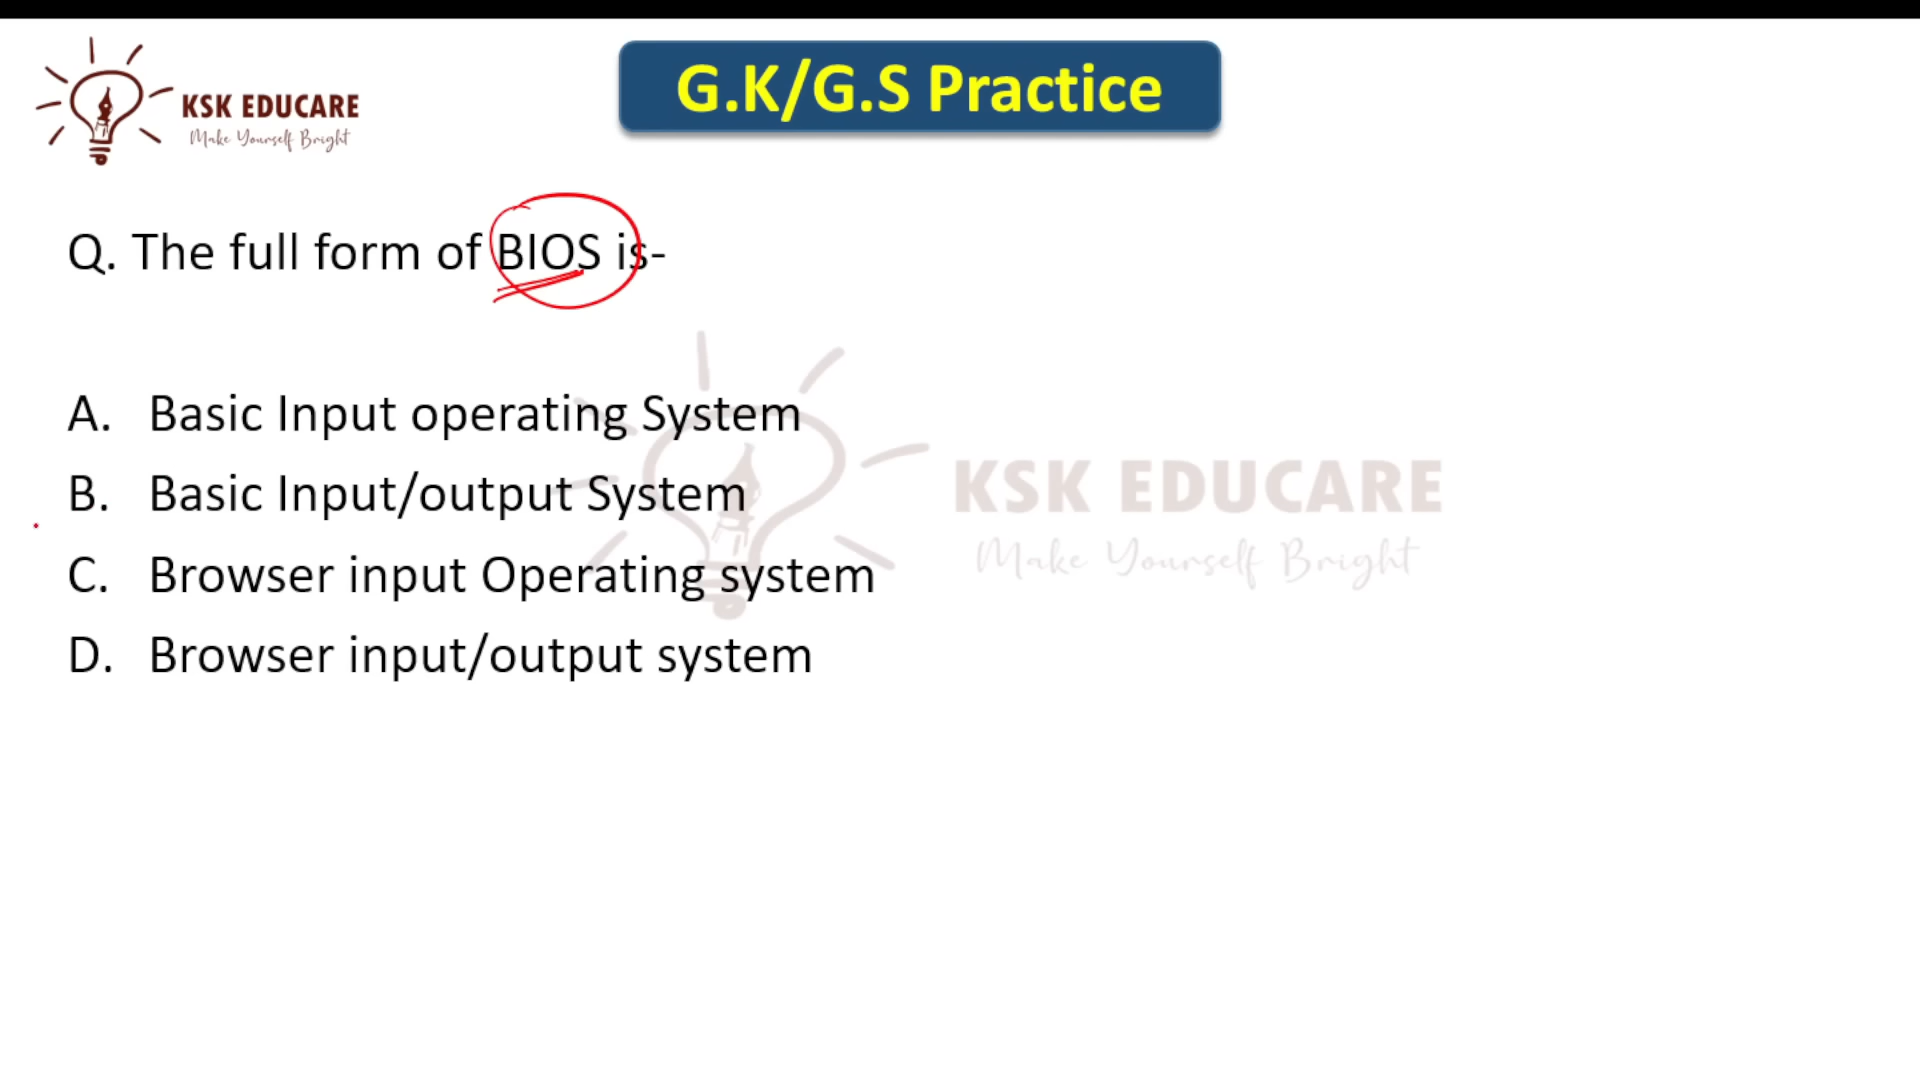 G.K/G.S Practice
KSK EDUCARE
Make Yourself Bright
Q. The full form of BIOS is-
A. Basic Input operating System
B. Basic Input/output System
C. Browser input Operating system
D. Browser input/output system
KSK EDUCARE
Make Yourself Bright